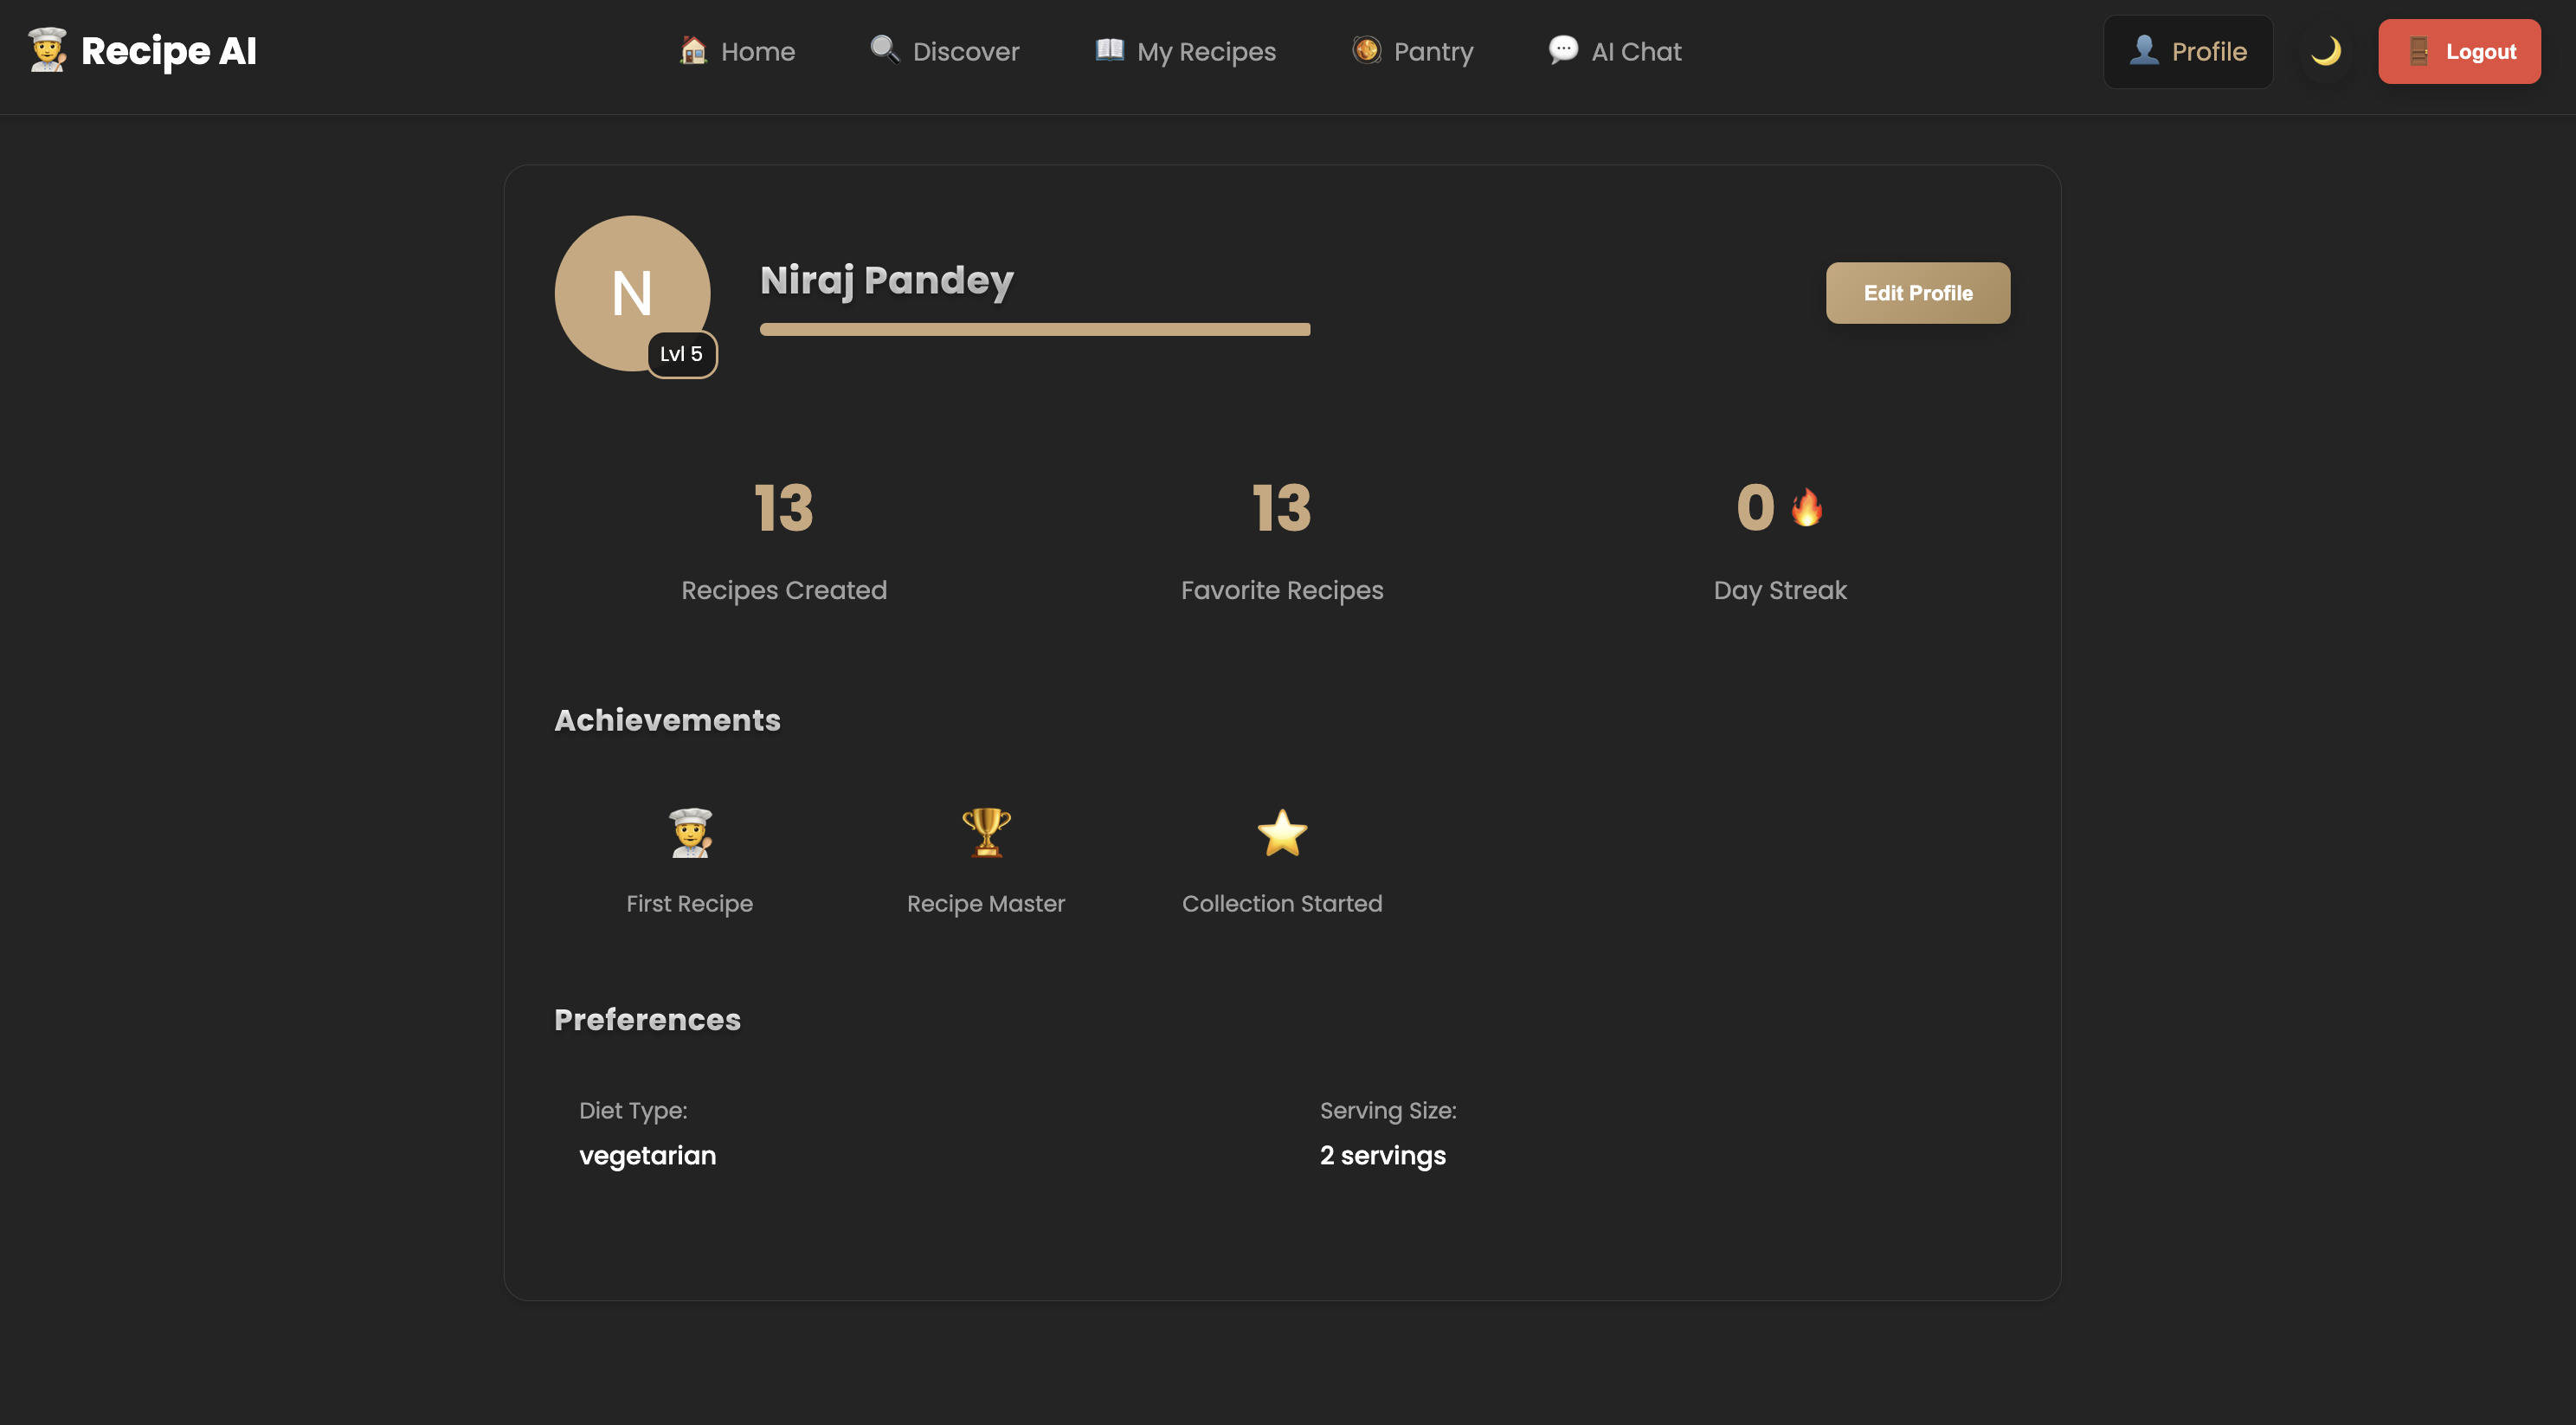 Recipe AI
Home
Discover
My Recipes
Pantry
AI Chat
Profile
Logout
N
Lvl 5
Niraj Pandey
Edit Profile
13
Recipes Created
13
Favorite Recipes
0
Day Streak
Achievements
First Recipe
Recipe Master
Collection Started
Preferences
Diet Type:
vegetarian
Serving Size:
2 servings